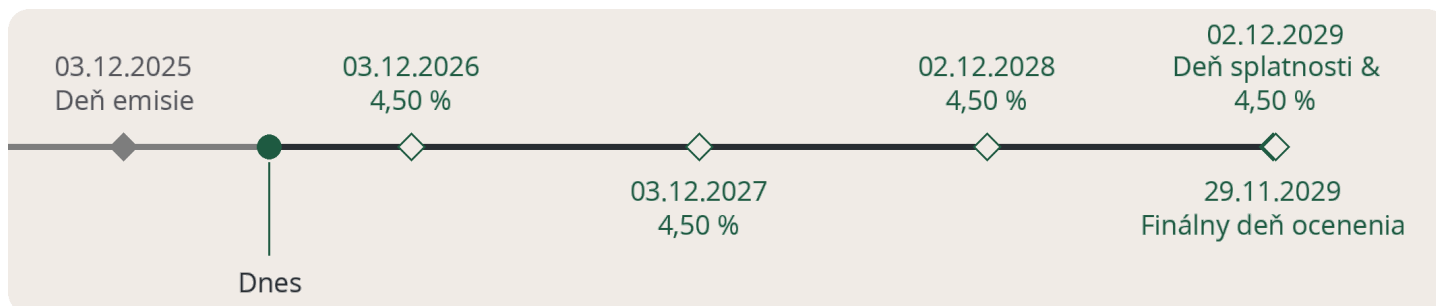 03.12.2025
Deň emisie
Dnes
03.12.2026
4,50 %
03.12.2027
4,50 %
02.12.2028
4,50 %
02.12.2029
Deň splatnosti &
4,50 %
29.11.2029
Finálny deň ocenenia